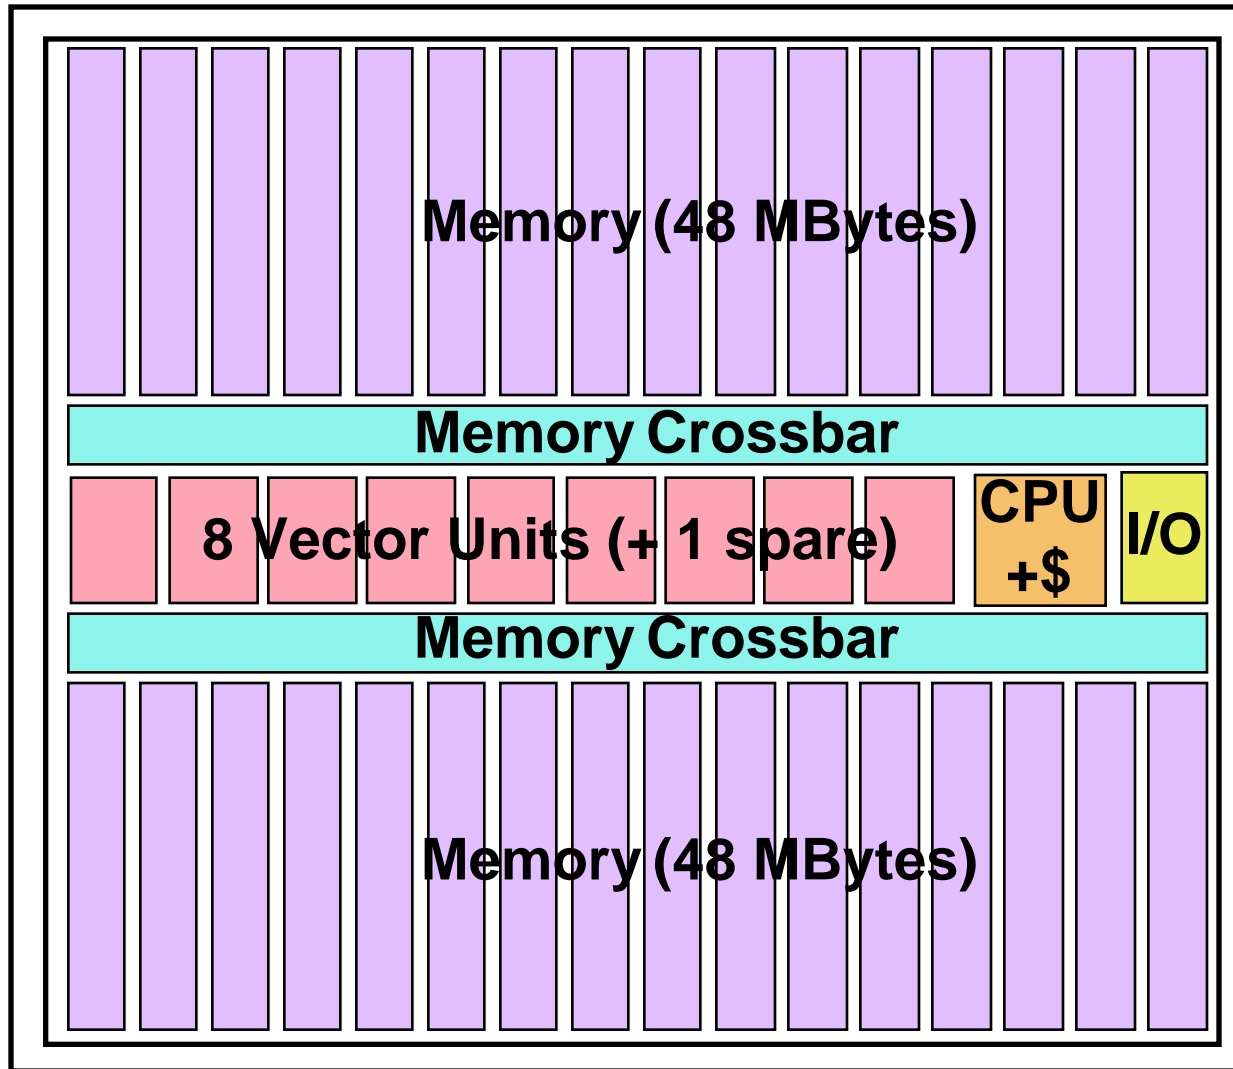 Memory (48 MBytes)
Memory Crossbar
8 Vector Units (+ 1 spare)
CPU
+$
I/O
Memory Crossbar
Memory (48 MBytes)